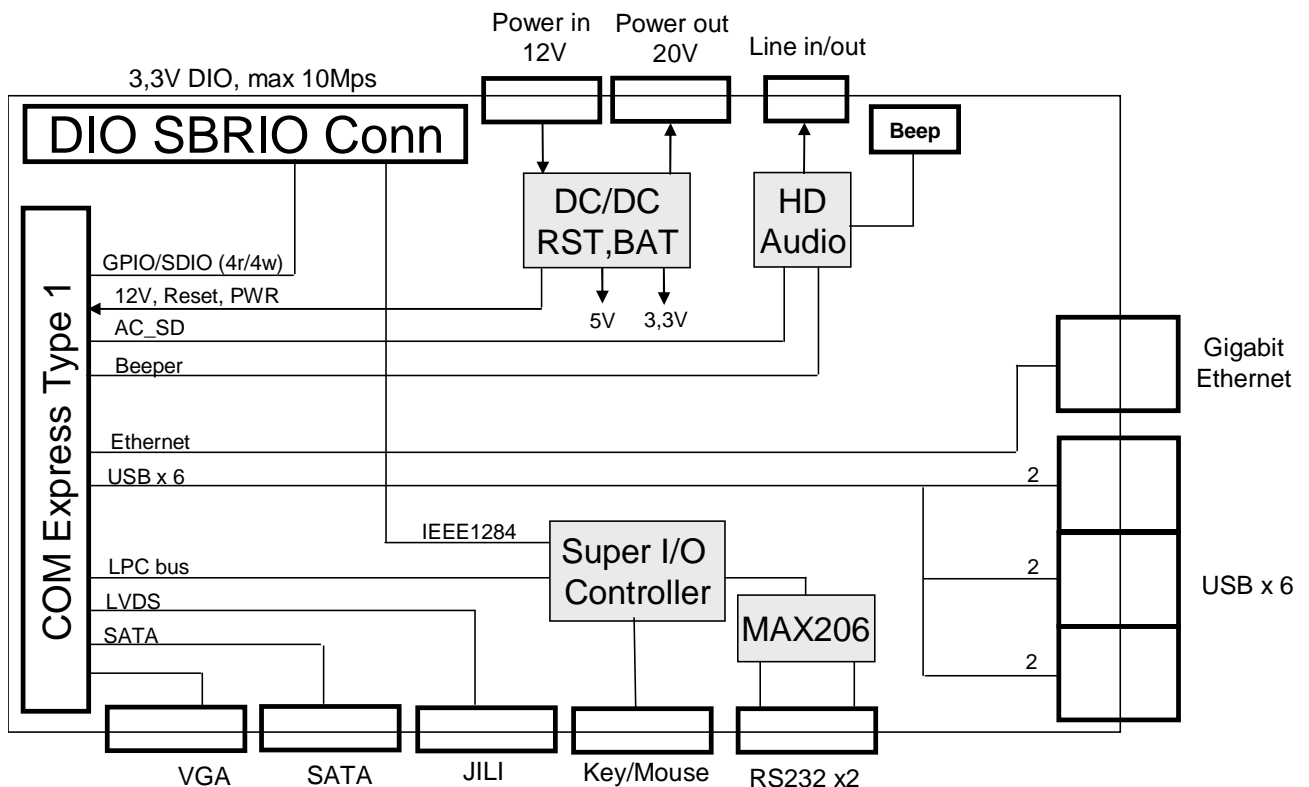 Power in
12V
Power out
20V
Line in/out
3,3V DIO, max 10Mps
DIO SBRIO Conn
Beep
DC/DC
RST,BAT
HD
Audio
COM Express Type 1
GPIO/SDIO (4r/4w)
12V, Reset, PWR
5V
3,3V
AC_SD
Beeper
Gigabit
Ethernet
Ethernet
USB x 6
2
IEEE1284
Super I/O
Controller
LPC bus
2
USB x 6
LVDS
MAX206
SATA
2
VGA
SATA
JILI
Key/Mouse
RS232 x2